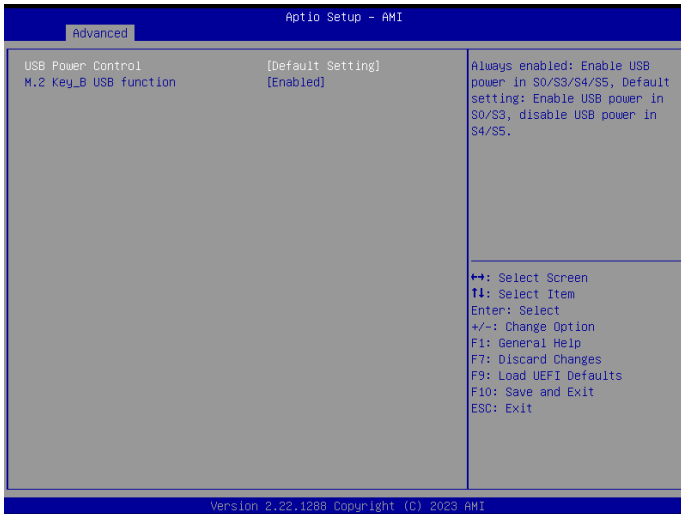 Aptio Setup – AMI
Advanced
USB Power Control [Default Setting]
M.2 Key_B USB function [Enabled]
Always enabled: Enable USB
power in S0/S3/S4/S5, Default
setting: Enable USB power in
S0/S3, disable USB power in
S4/S5.
↔: Select Screen
↑↓: Select Item
Enter: Select
+/-: Change Option
F1: General Help
F7: Discard Changes
F9: Load UEFI Defaults
F10: Save and Exit
ESC: Exit
Version 2.22.1288 Copyright (C) 2023 AMI